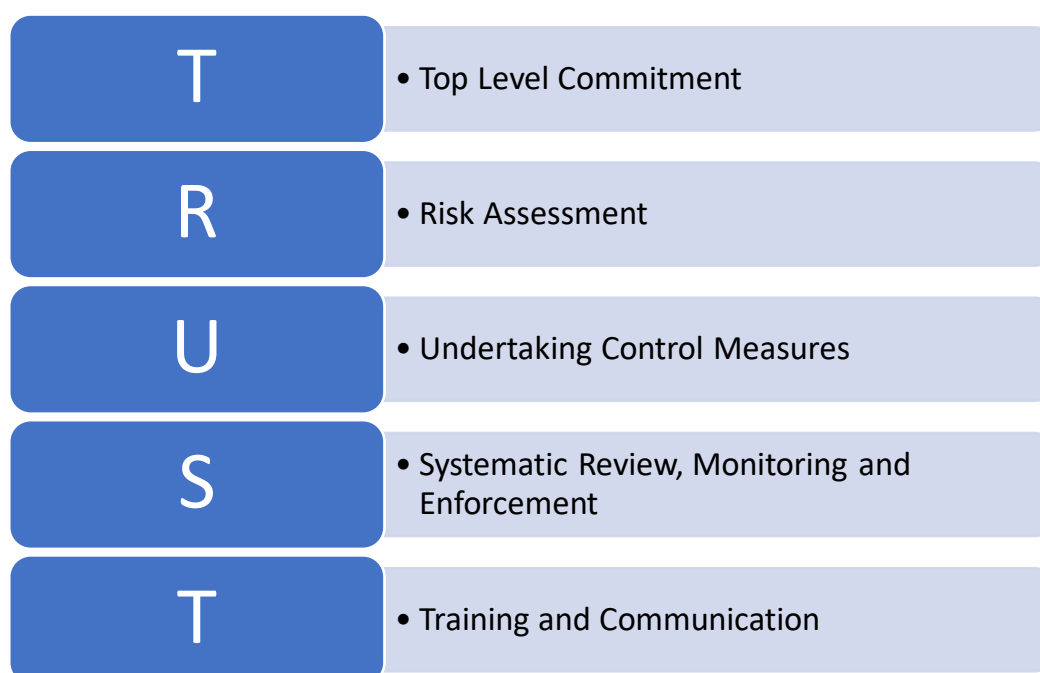 T
• Top Level Commitment
R
• Risk Assessment
U
• Undertaking Control Measures
S
• Systematic Review, Monitoring and
Enforcement
T
• Training and Communication